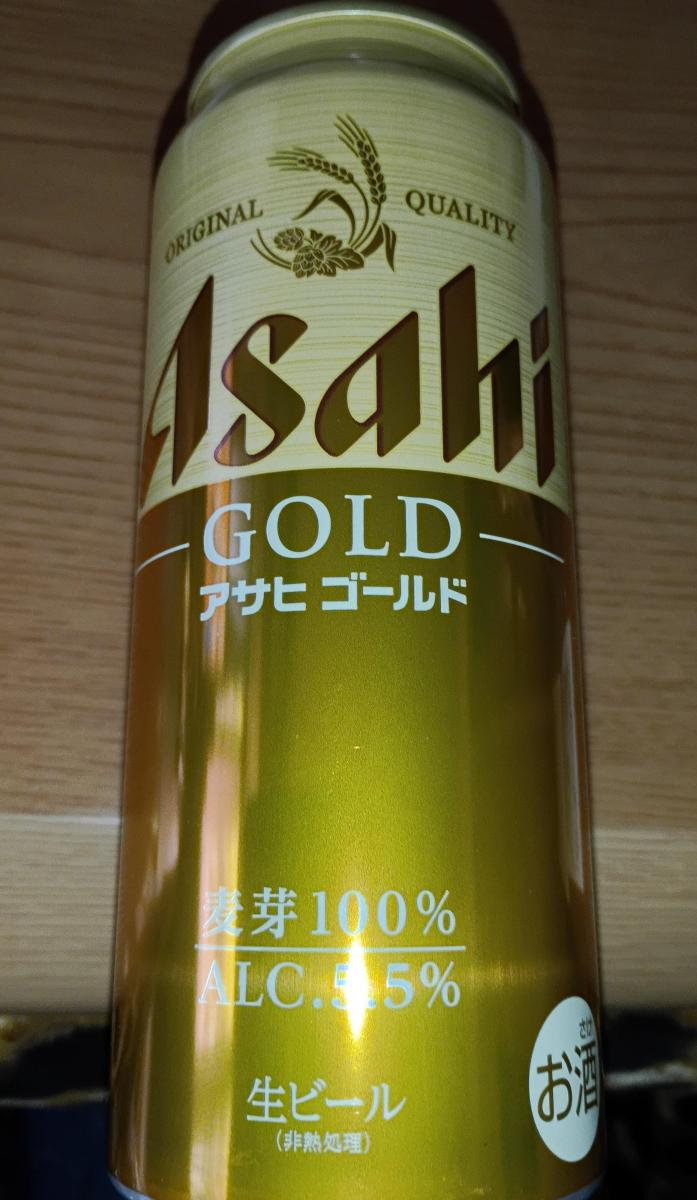 ORIGINAL QUALITY
Asahi
GOLD
アサヒ ゴールド
麦芽100%
ALC.5.5%
生ビール
(非熱処理)
さけ
お酒